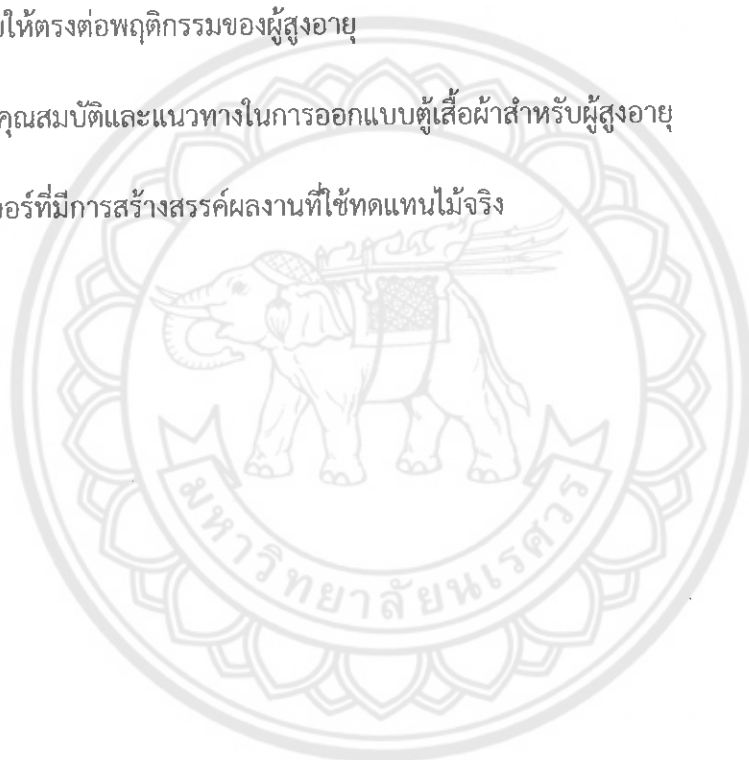 ให้ตรงต่อพฤติกรรมของผู้สูงอายุ
คุณสมบัติและแนวทางในการออกแบบตู้เสื้อผ้าสำหรับผู้สูงอายุ
อร์ที่มีการสร้างสรรค์ผลงานที่ใช้ทดแทนไม้จริง
มหาวิทยาลัยนเรศวร